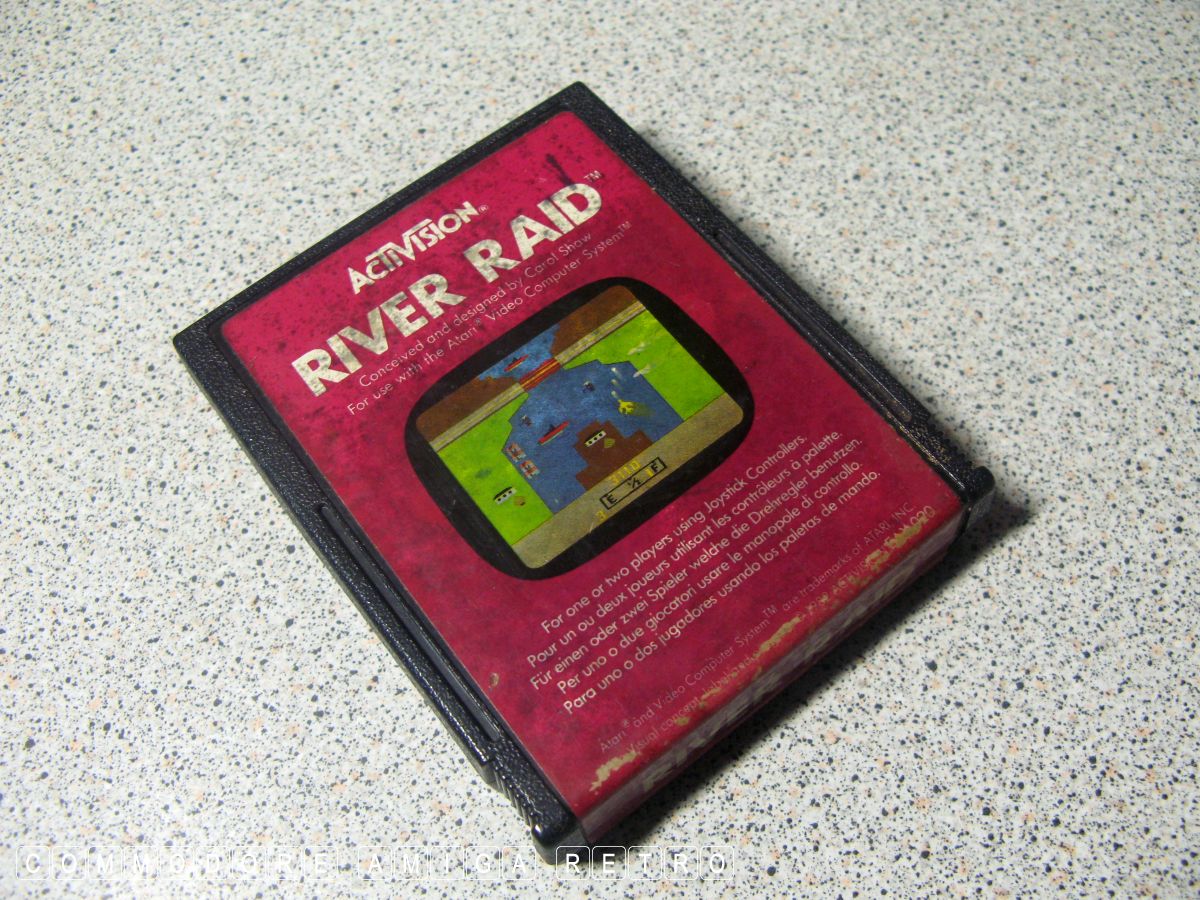 ACTIVISION®
RIVER RAID™
Conceived and designed by Carol Shaw
For use with the Atari® Video Computer System™
E ½ F
For one or two players using Joystick Controllers.
Pour un ou deux joueurs utilisant les contrôleurs à palette.
Für einen oder zwei Spieler welche die Drehregler benutzen.
Per uno o due giocatori usare le manopole di controllo.
Para uno o dos jugadores usando los paletas de mando.
Atari® and Video Computer System™ are trademarks of ATARI, INC.
Visual concept
RIVER
COMMODORE AMIGA RETRO